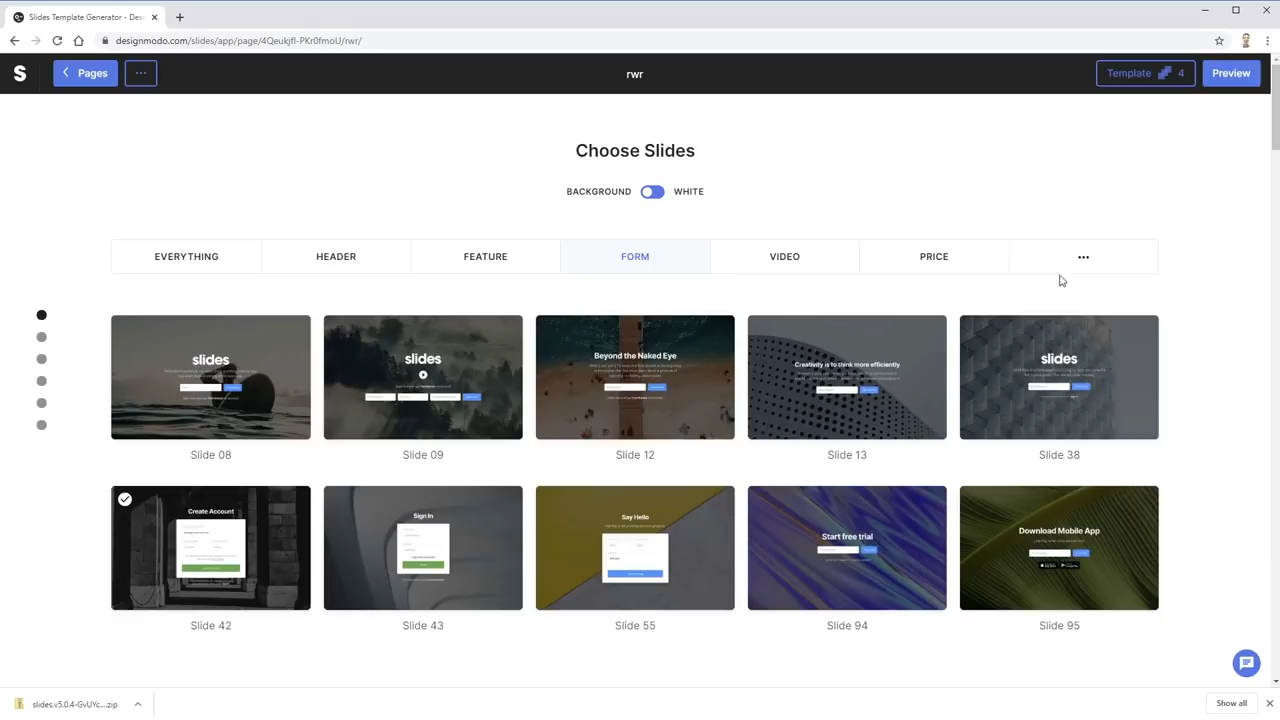 Slides Template Generator - Des
designmodo.com/slides/app/page/4Qeukjfl-PKr0fmoU/rwr/
S
Pages
...
rwr
Template 4
Preview
Choose Slides
BACKGROUND WHITE
EVERYTHING HEADER FEATURE FORM VIDEO PRICE •••
slides
slides
Beyond the Naked Eye
Creativity is to think more efficiently
slides
Slide 08 Slide 09 Slide 12 Slide 13 Slide 38
Create Account
Sign In
Say Hello
Start free trial
Download Mobile App
Slide 42 Slide 43 Slide 55 Slide 94 Slide 95
slides.v5.0.4-GvUYc....zip
Show all